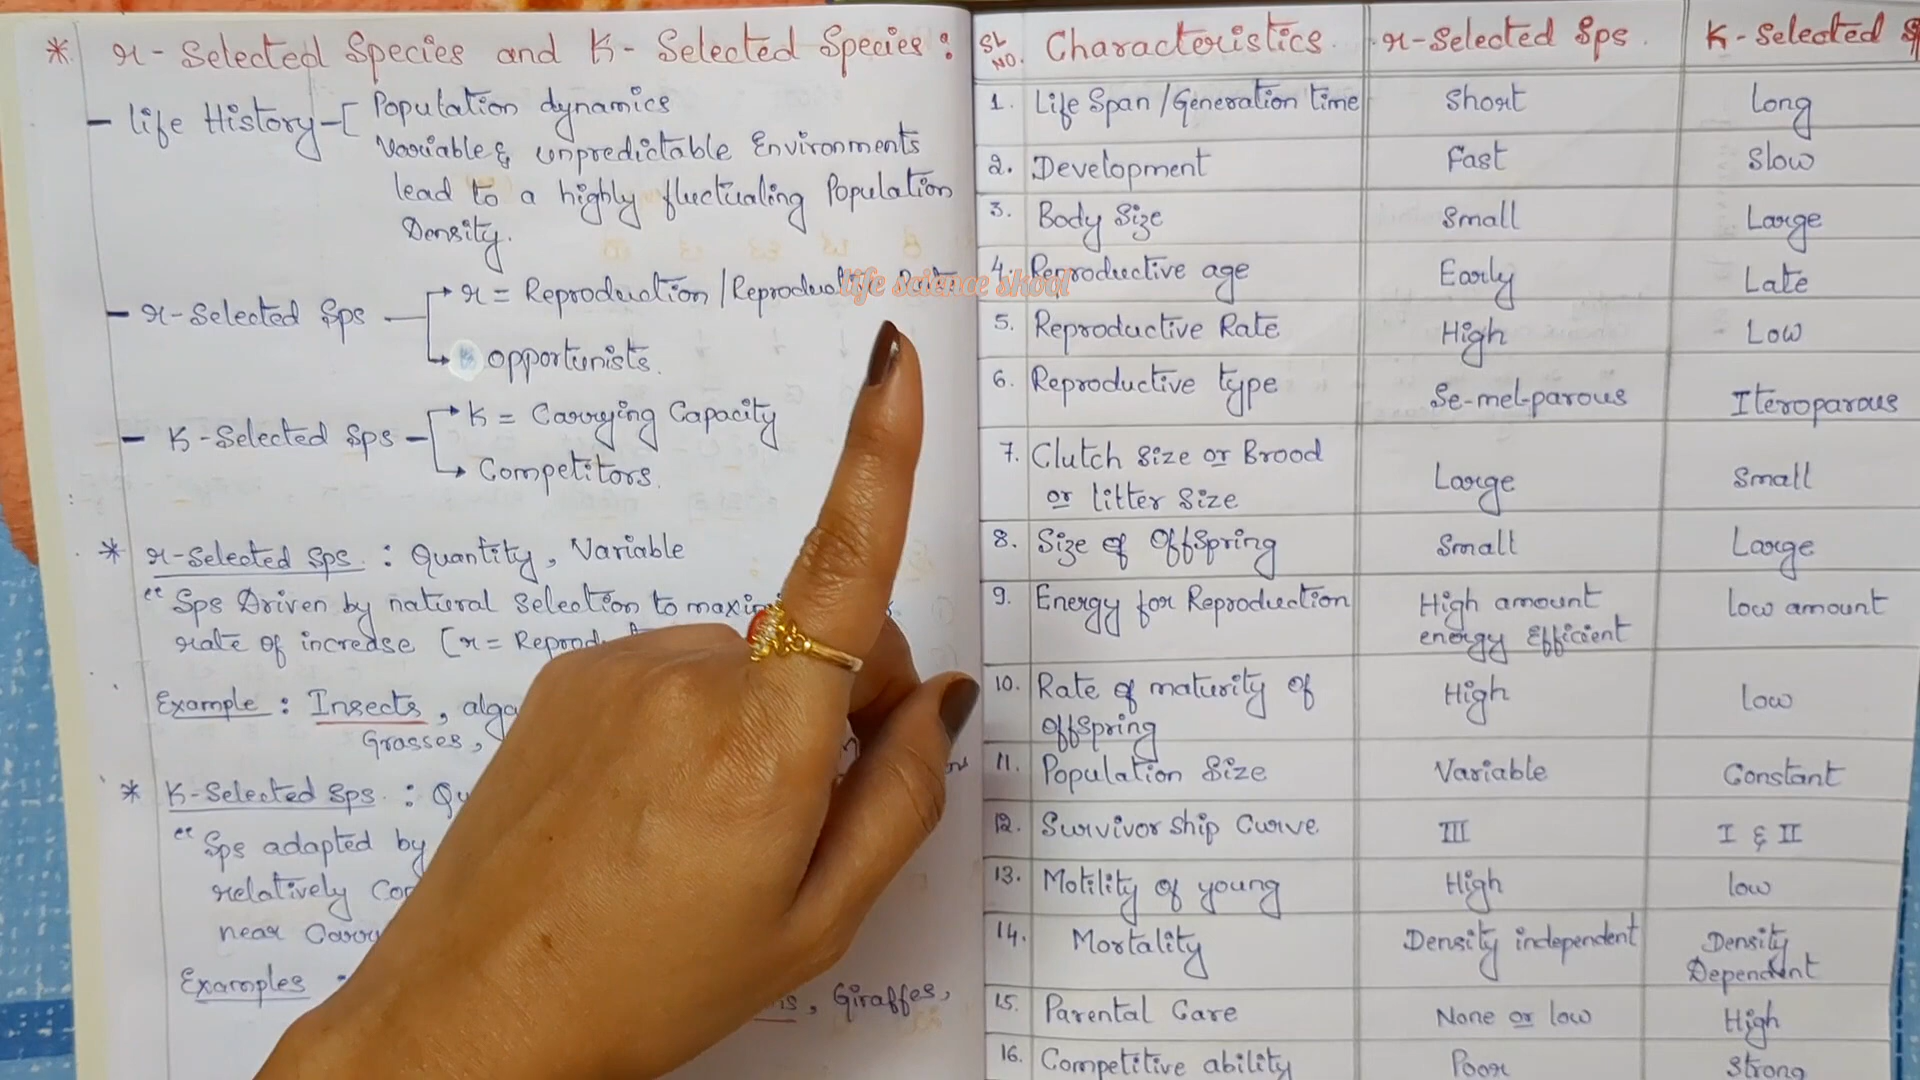 * r-Selected Species and K-Selected Species:
- life History -[ Population dynamics
Variable & unpredictable Environments
lead to a highly fluctuating Population
Density.
- r-Selected Sps → r = Reproduction / Reproductive Rate
→ opportunists.
- K-Selected Sps → K = Carrying Capacity
→ Competitors.
* r-Selected Sps. : Quantity, Variable
"Sps Driven by natural Selection to
rate of increase [r =
Example : Insects,
Grasses,
* K-Selected Sps. :
"Sps adapted by
relatively
near
Examples :
, Giraffes,
life science skool
SL NO. Characteristics r-Selected Sps. K-Selected
1. Life Span / Generation time Short Long
2. Development Fast Slow
3. Body Size Small Large
4. Reproductive age Early Late
5. Reproductive Rate High Low
6. Reproductive type Se-mel-parous Iteroparous
7. Clutch Size or Brood
or litter Size Large Small
8. Size of Offspring Small Large
9. Energy for Reproduction High amount low amount
energy Efficient
10. Rate of maturity of High low
offspring
11. Population Size Variable Constant
12. Survivor Ship Curve III I & II
13. Motility of young High low
14. Mortality Density independent Density
Dependent
15. Parental Care None or low High
16. Competitive ability Poor Strong